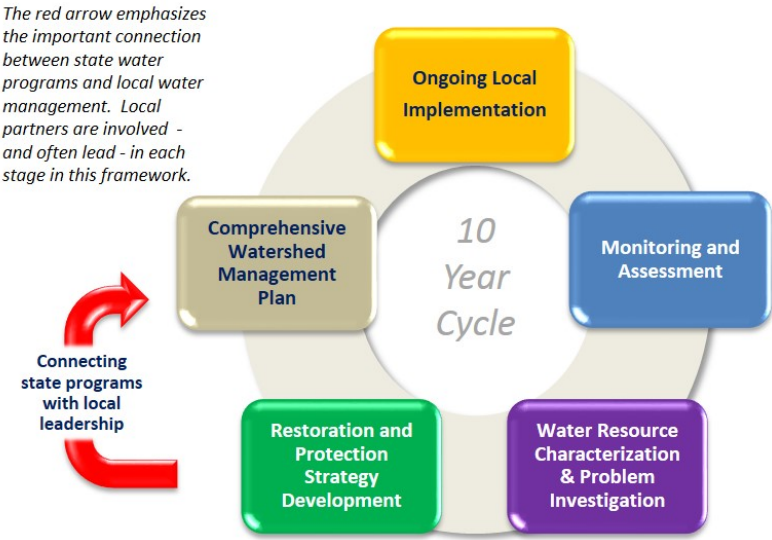 The red arrow emphasizes
the important connection
between state water
programs and local water
management.  Local
partners are involved  -
and often lead - in each
stage in this framework.
Ongoing Local
Implementation
Monitoring and
Assessment
Water Resource
Characterization
& Problem
Investigation
Restoration and
Protection
Strategy
Development
Comprehensive
Watershed
Management
Plan
10
Year
Cycle
Connecting
state programs
with local
leadership